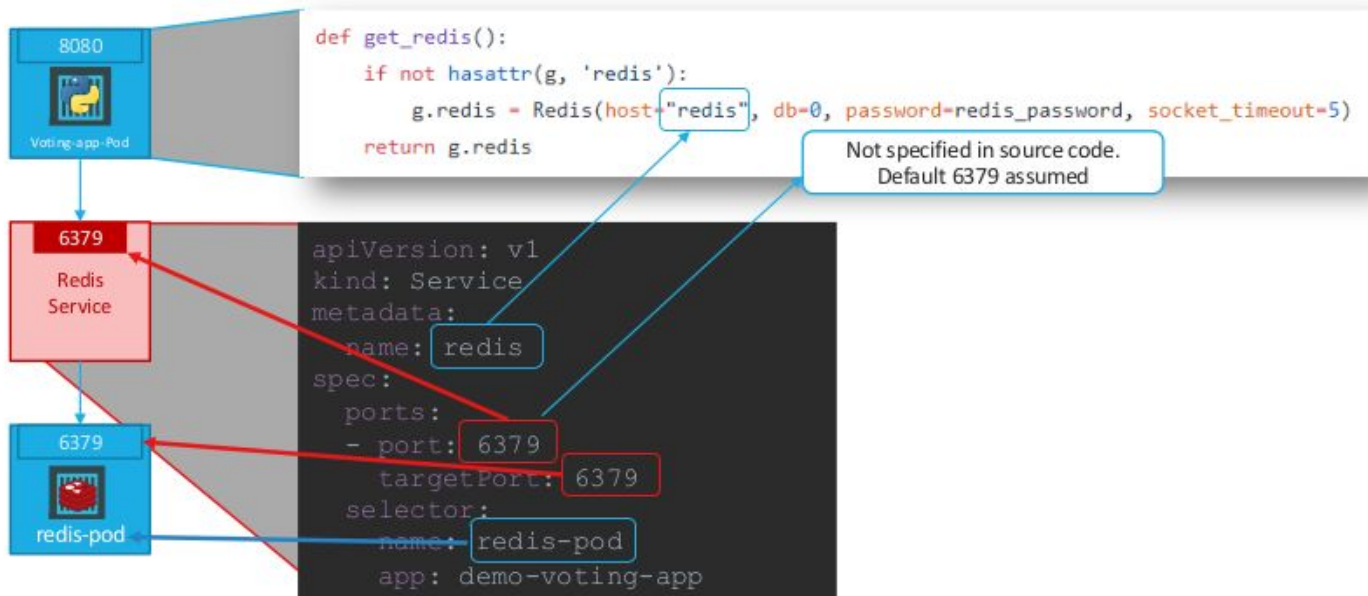 8080
Voting-app-Pod
def get_redis():
    if not hasattr(g, 'redis'):
        g.redis = Redis(host="redis", db=0, password=redis_password, socket_timeout=5)
    return g.redis
Not specified in source code.
Default 6379 assumed
6379
Redis
Service
apiVersion: v1
kind: Service
metadata:
  name: redis
spec:
  ports:
  - port: 6379
    targetPort: 6379
  selector:
    name: redis-pod
    app: demo-voting-app
6379
redis-pod